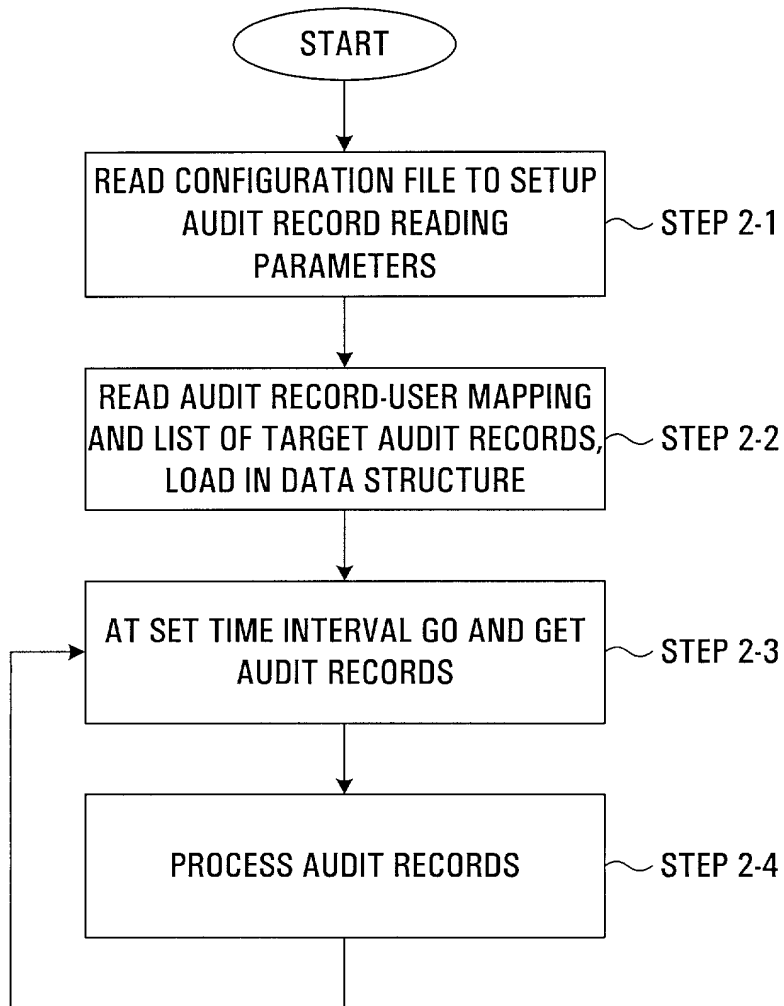 START
READ CONFIGURATION FILE TO SETUP
AUDIT RECORD READING
PARAMETERS
STEP 2-1
READ AUDIT RECORD-USER MAPPING
AND LIST OF TARGET AUDIT RECORDS,
LOAD IN DATA STRUCTURE
STEP 2-2
AT SET TIME INTERVAL GO AND GET
AUDIT RECORDS
STEP 2-3
PROCESS AUDIT RECORDS
STEP 2-4